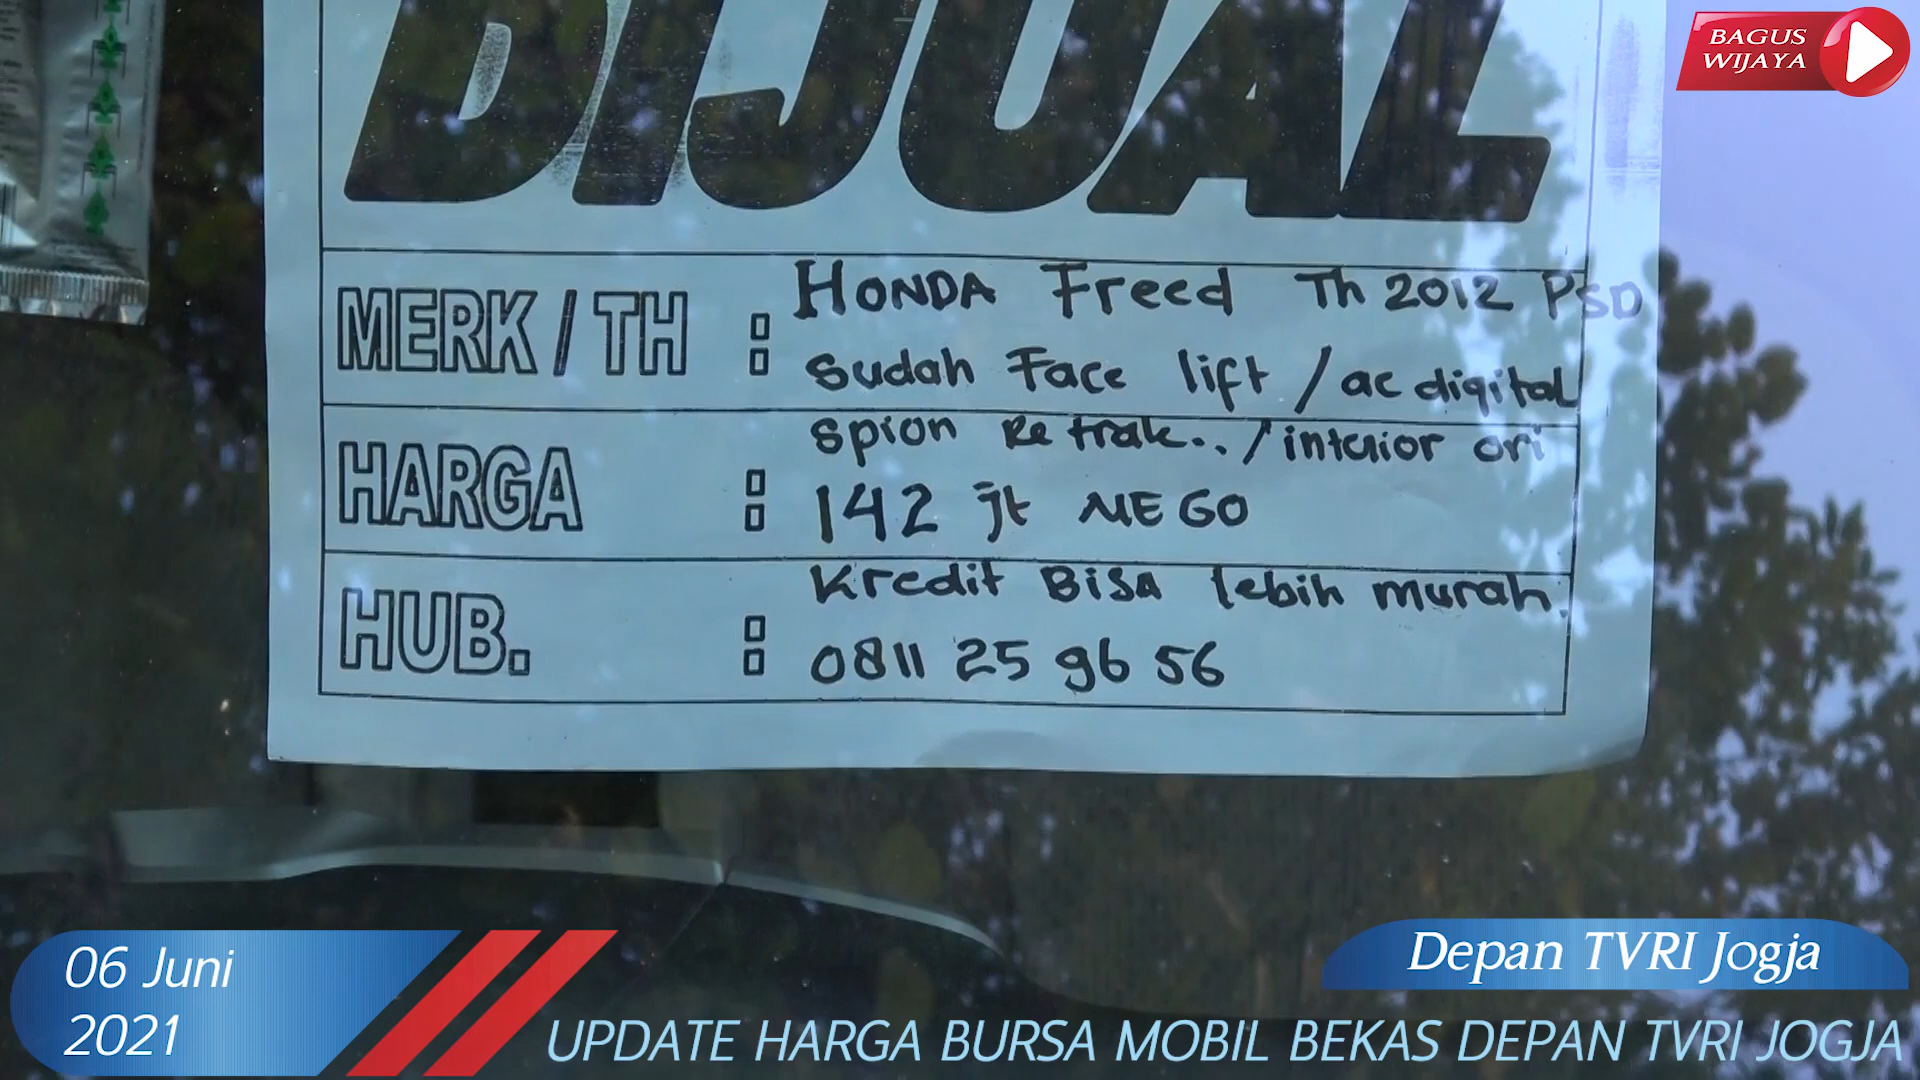 BAGUS
WIJAYA
DIJUAL
MERK / TH : HONDA Freed Th 2012 PSD
sudah Face lift / ac digital
spion Retrak.. / interior ori
HARGA : 142 jt NEGO
kredit Bisa lebih murah.
HUB. : 0811 25 96 56
06 Juni
2021
Depan TVRI Jogja
UPDATE HARGA BURSA MOBIL BEKAS DEPAN TVRI JOGJA